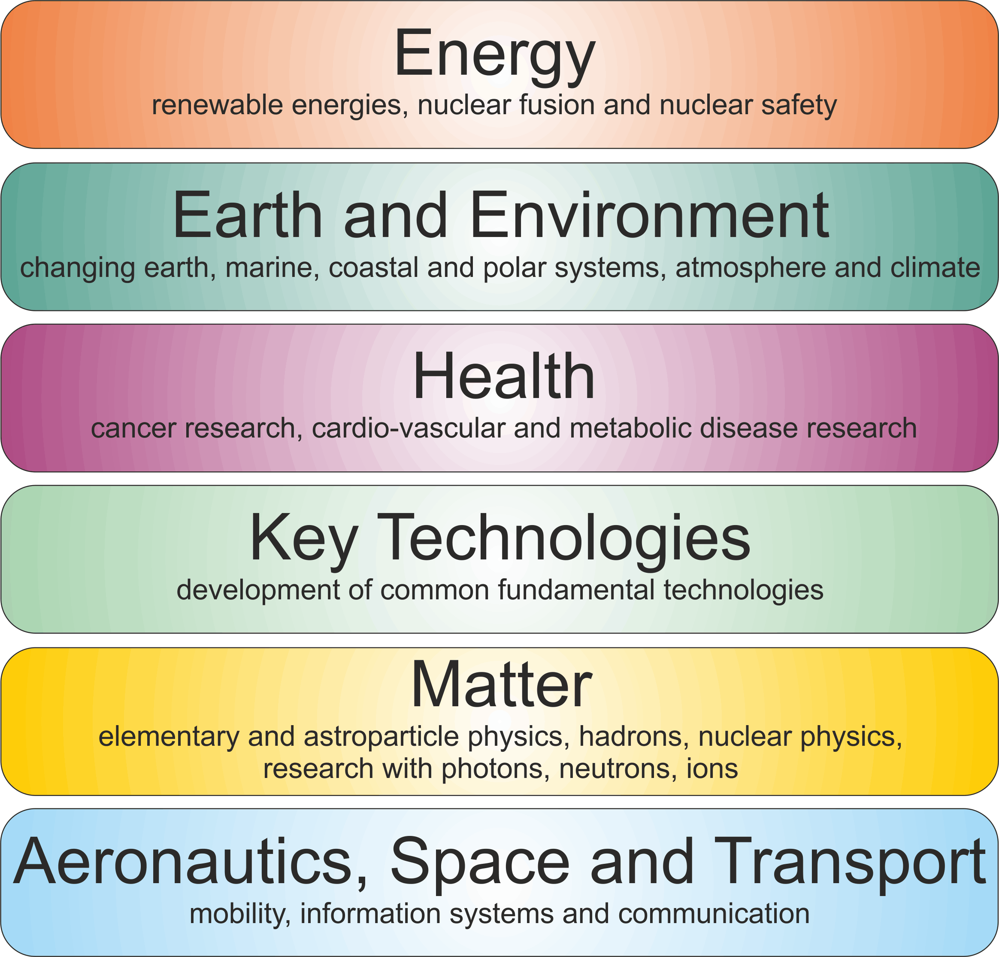 Energy
renewable energies, nuclear fusion and nuclear safety
Earth and Environment
changing earth, marine, coastal and polar systems, atmosphere and climate
Health
cancer research, cardio-vascular and metabolic disease research
Key Technologies
development of common fundamental technologies
Matter
elementary and astroparticle physics, hadrons, nuclear physics,
research with photons, neutrons, ions
Aeronautics, Space and Transport
mobility, information systems and communication